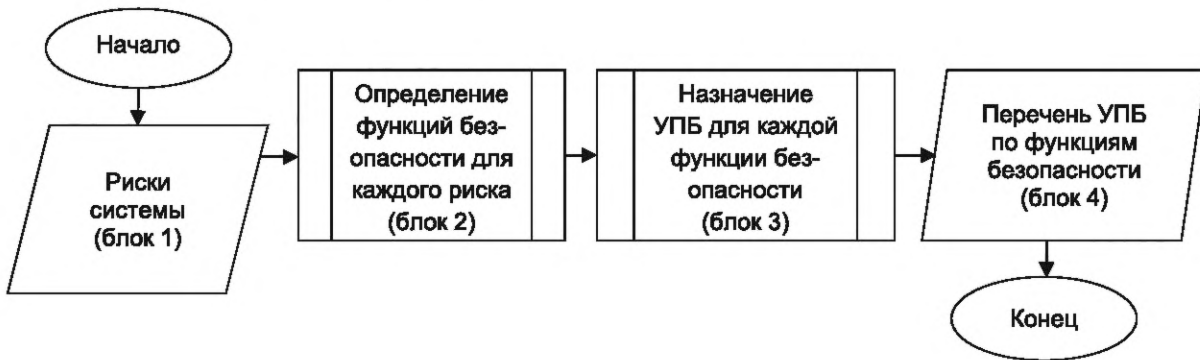 Начало
Риски
системы
(блок 1)
Определение
функций без-
опасности для
каждого риска
(блок 2)
Назначение
УПБ для каждой
функции без-
опасности
(блок 3)
Перечень УПБ
по функциям
безопасности
(блок 4)
Конец